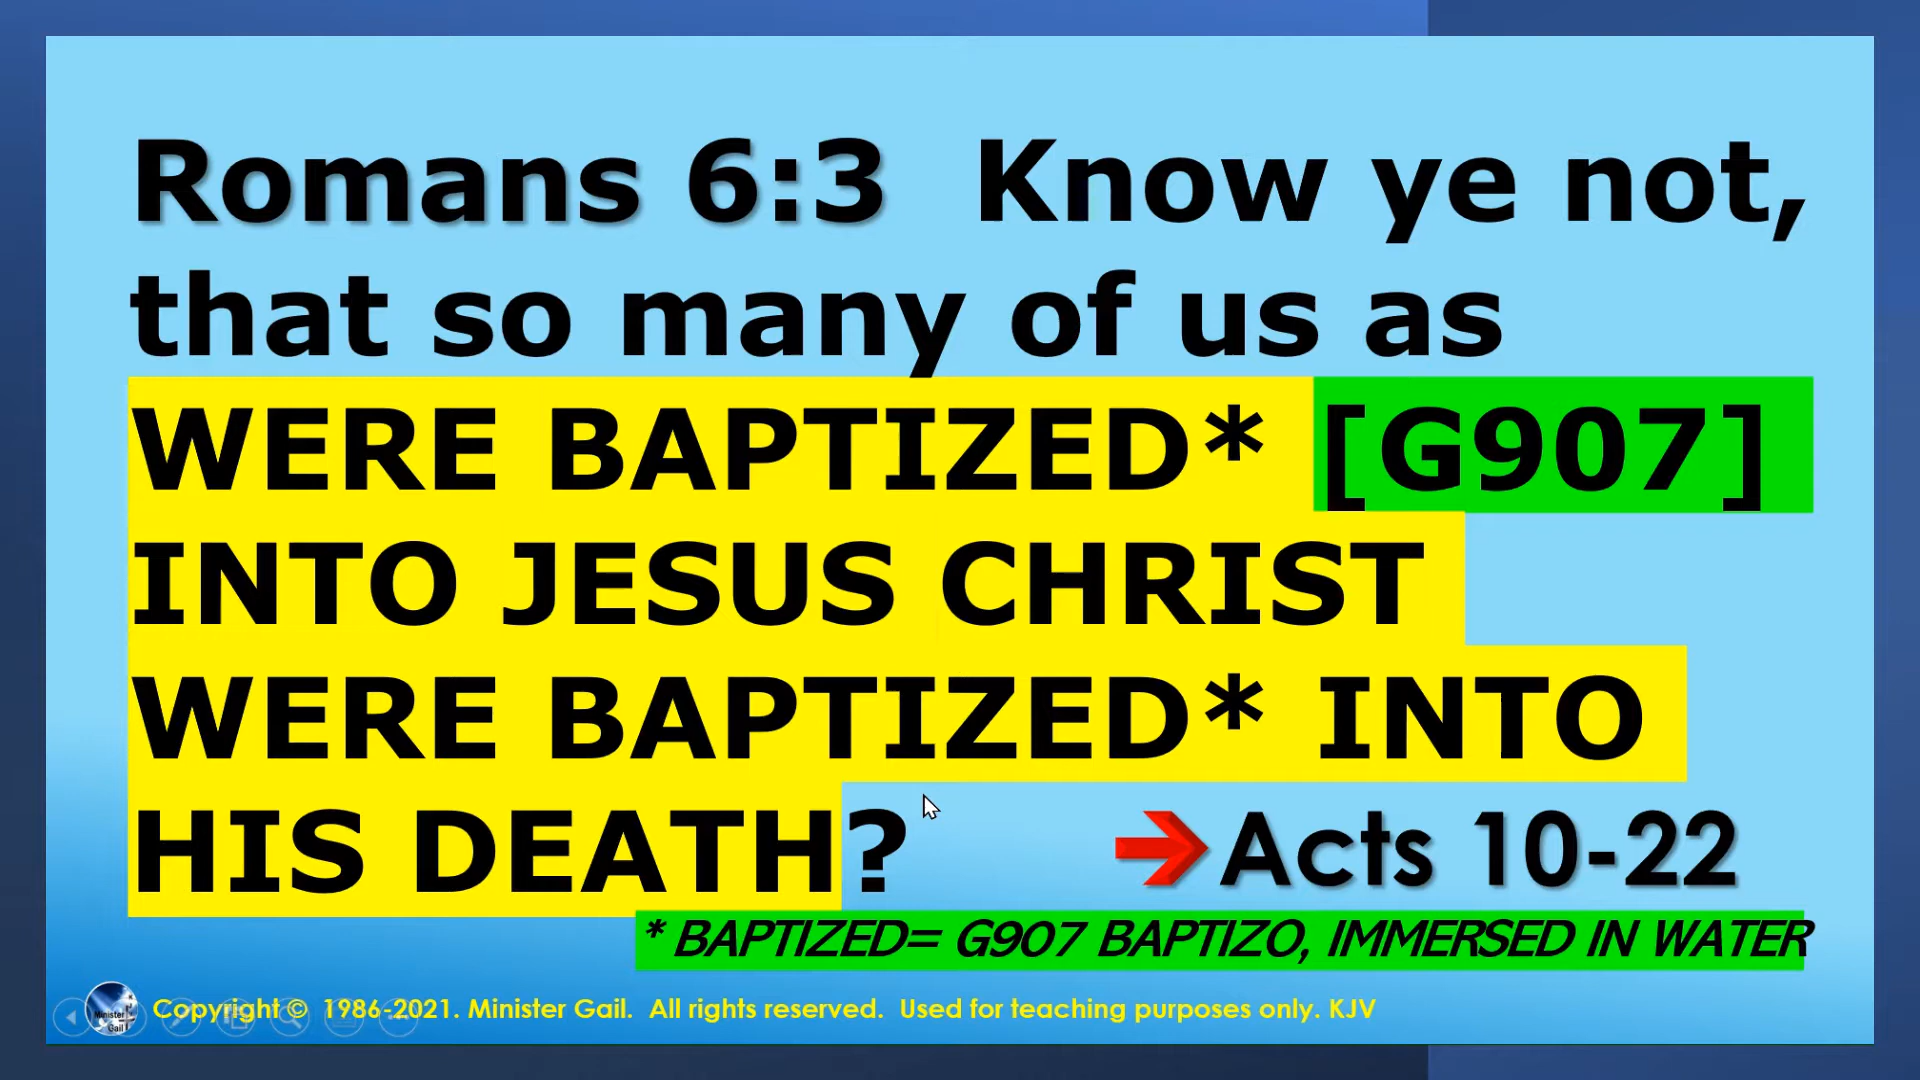 Romans 6:3  Know ye not,
that so many of us as
WERE BAPTIZED* [G907]
INTO JESUS CHRIST
WERE BAPTIZED* INTO
HIS DEATH?
Acts 10-22
* BAPTIZED= G907 BAPTIZO, IMMERSED IN WATER
Minister
Gail
Copyright ©  1986-2021. Minister Gail.  All rights reserved.  Used for teaching purposes only. KJV